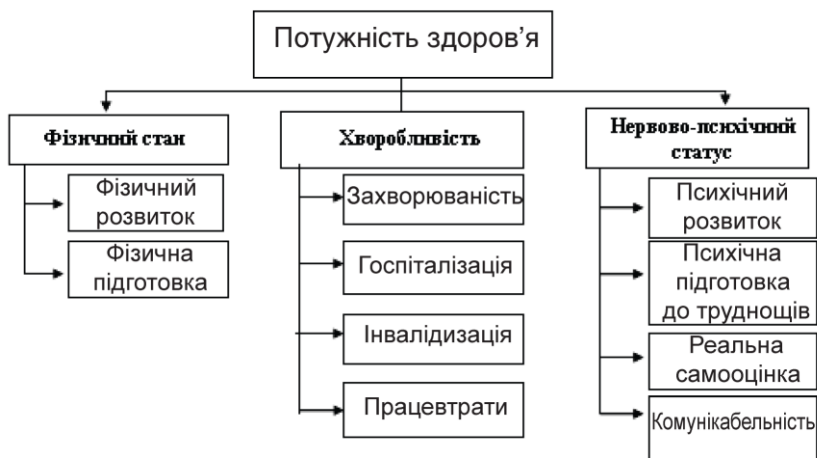 Потужність здоров’я
Фізичний стан
Фізичний
розвиток
Фізична
підготовка
Хворобливість
Захворюваність
Госпіталізація
Інвалідизація
Працевтрати
Нервово-психічний
статус
Психічний
розвиток
Психічна
підготовка
до труднощів
Реальна
самооцінка
Комунікабельність